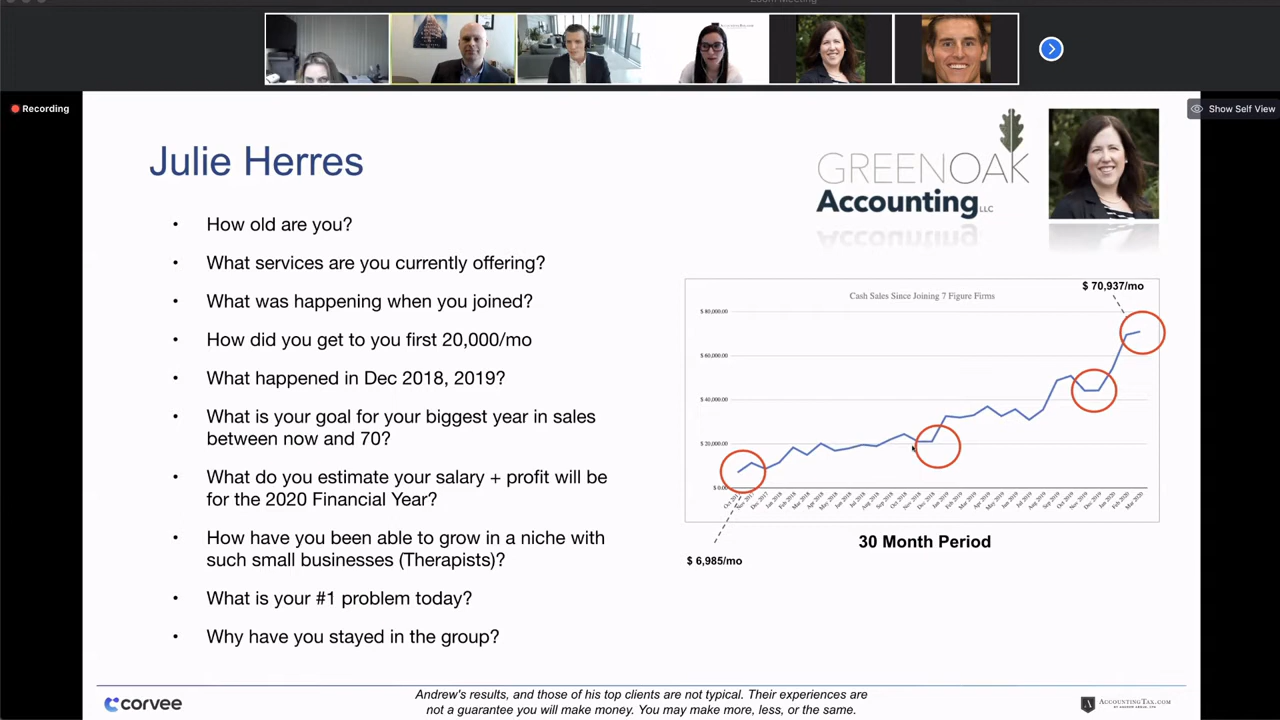 Zoom Meeting
Recording
Show Self View
Julie Herres
GREENOAK
Accounting LLC
• How old are you?
• What services are you currently offering?
• What was happening when you joined?
• How did you get to you first 20,000/mo
• What happened in Dec 2018, 2019?
• What is your goal for your biggest year in sales
between now and 70?
• What do you estimate your salary + profit will be
for the 2020 Financial Year?
• How have you been able to grow in a niche with
such small businesses (Therapists)?
• What is your #1 problem today?
• Why have you stayed in the group?
$ 70,937/mo
Cash Sales Since Joining 7 Figure Firms
$ 80,000.00
$ 60,000.00
$ 40,000.00
$ 20,000.00
$ 6,985/mo
30 Month Period
corvee
Andrew's results, and those of his top clients are not typical. Their experiences are
not a guarantee you will make money. You may make more, less, or the same.
ACCOUNTINGTAX.COM